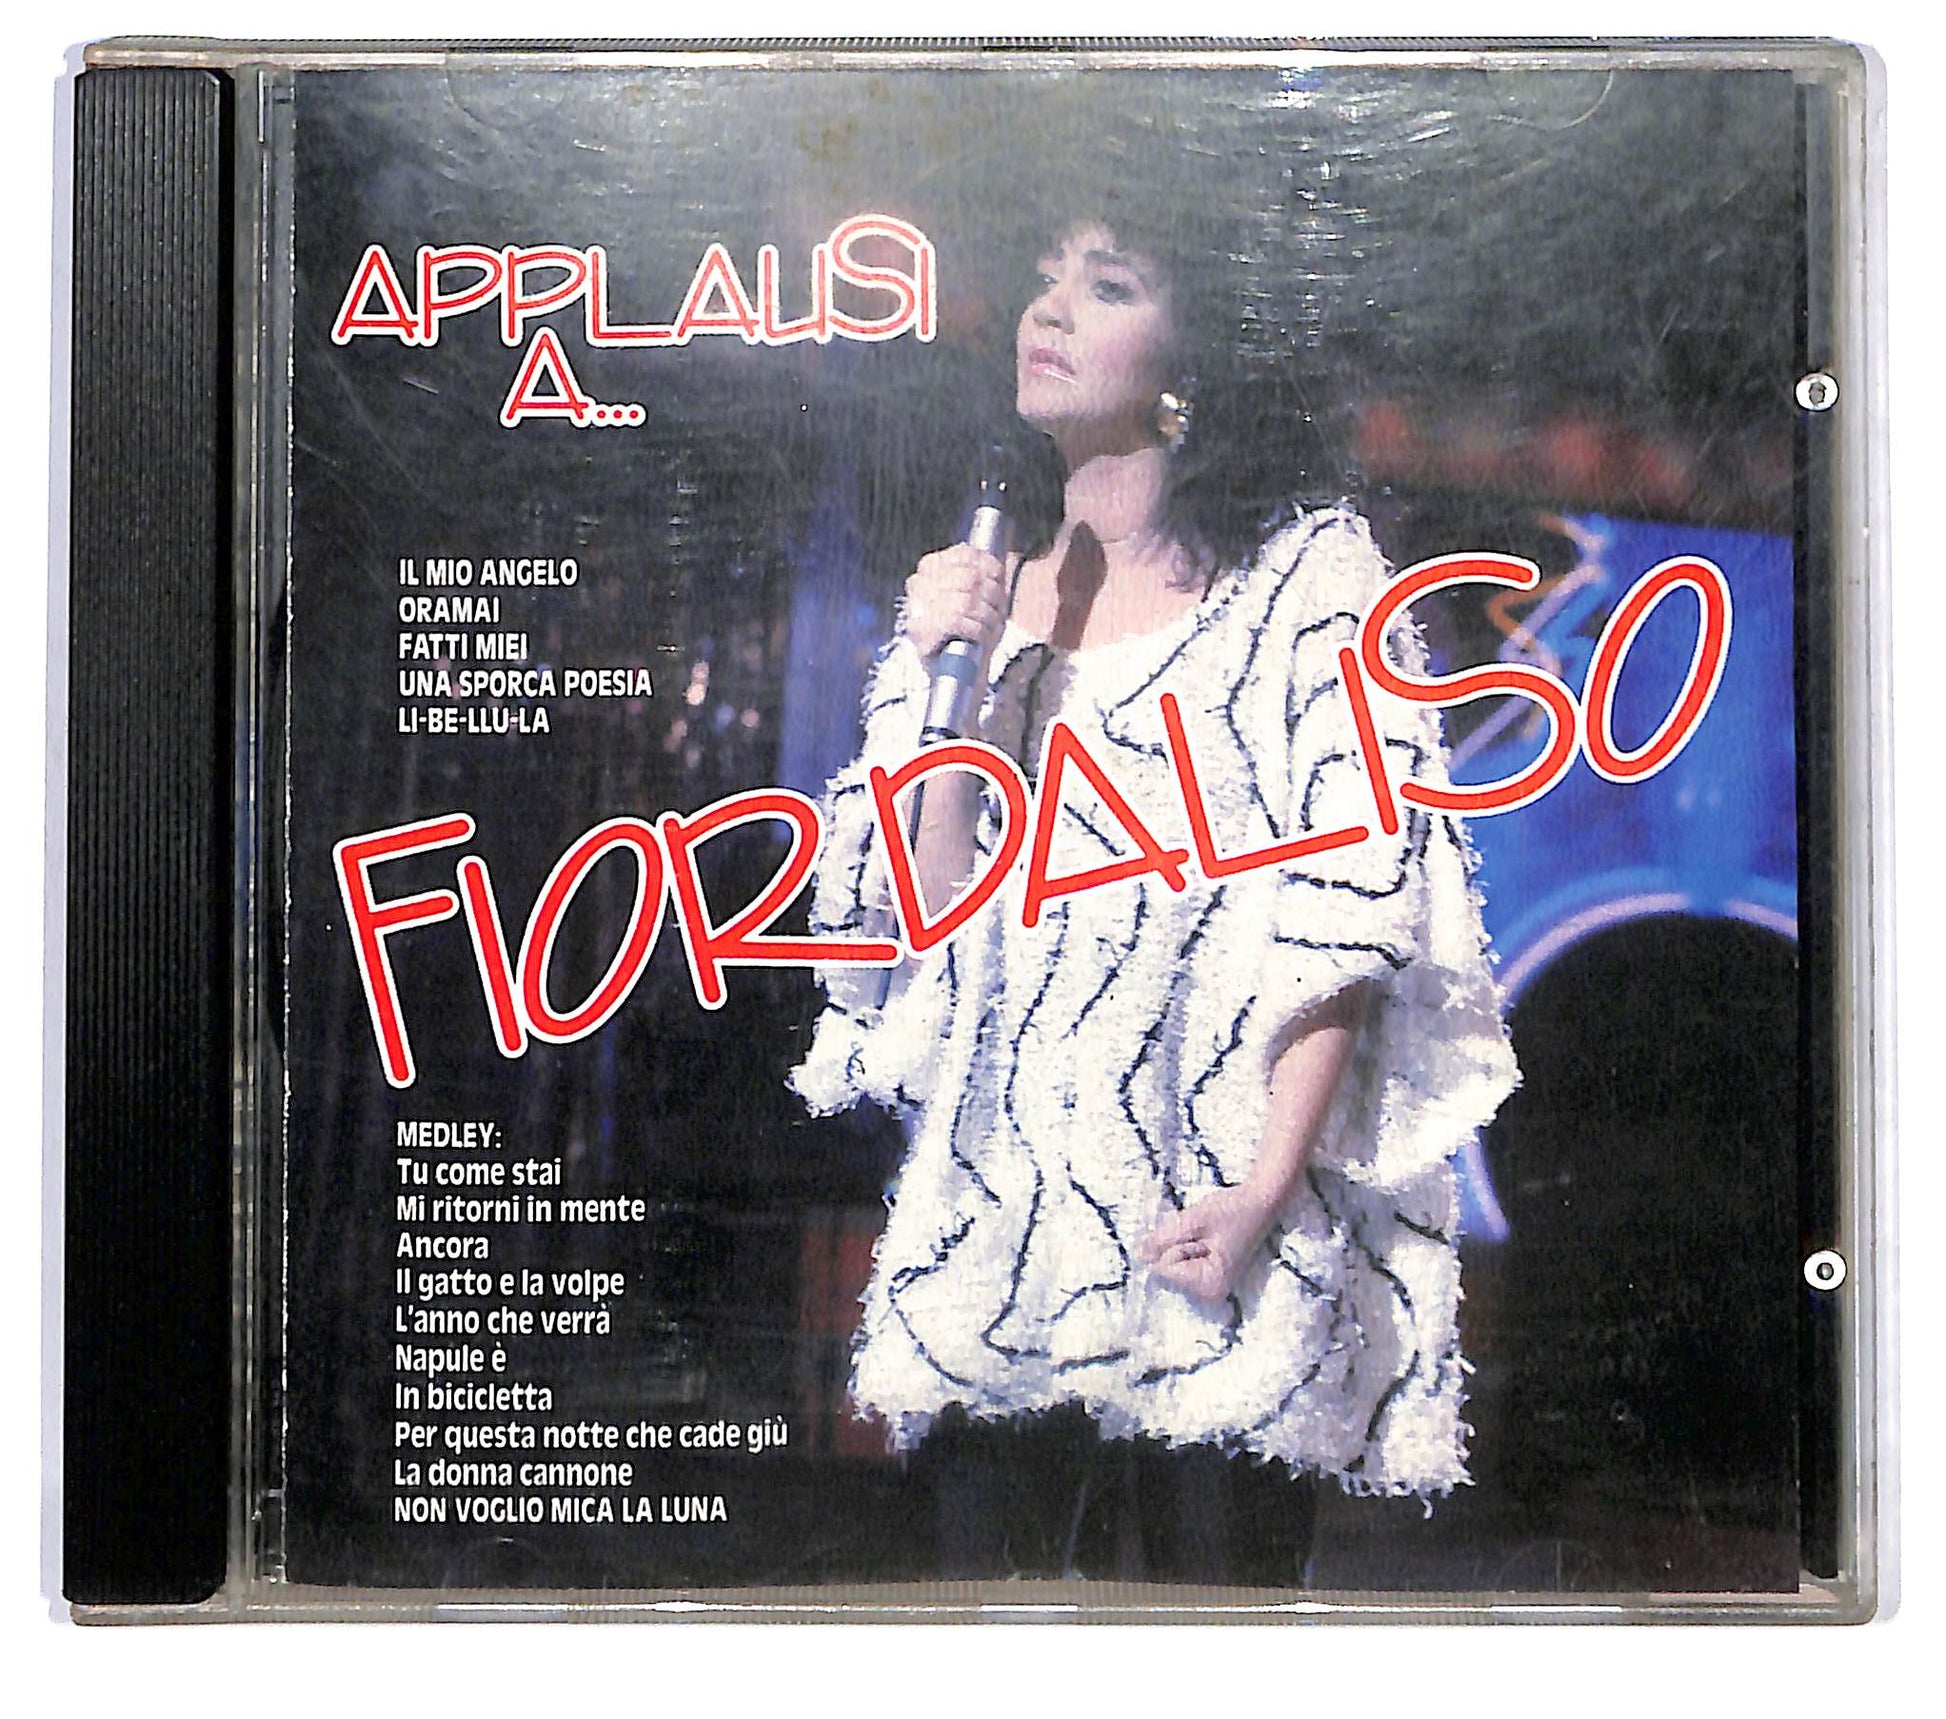 APPLAUSI
A...
IL MIO ANGELO
ORAMAI
FATTI MIEI
UNA SPORCA POESIA
LI-BE-LLU-LA
FIORDALISO
MEDLEY:
Tu come stai
Mi ritorni in mente
Ancora
Il gatto e la volpe
L'anno che verrà
Napule è
In bicicletta
Per questa notte che cade giù
La donna cannone
NON VOGLIO MICA LA LUNA